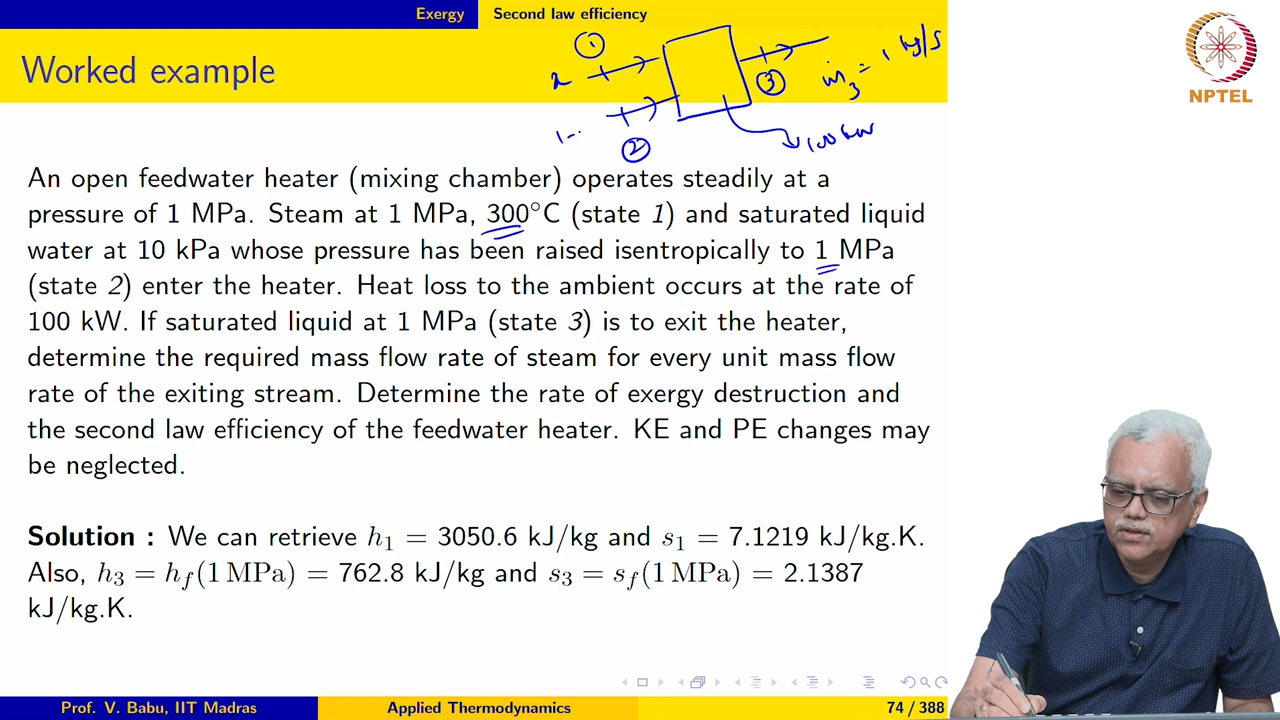 Exergy Second law efficiency
Worked example
1
2
3
ṁ3 = 1 kg/s
100 kW
NPTEL
An open feedwater heater (mixing chamber) operates steadily at a
pressure of 1 MPa. Steam at 1 MPa, 300°C (state 1) and saturated liquid
water at 10 kPa whose pressure has been raised isentropically to 1 MPa
(state 2) enter the heater. Heat loss to the ambient occurs at the rate of
100 kW. If saturated liquid at 1 MPa (state 3) is to exit the heater,
determine the required mass flow rate of steam for every unit mass flow
rate of the exiting stream. Determine the rate of exergy destruction and
the second law efficiency of the feedwater heater. KE and PE changes may
be neglected.
Solution : We can retrieve h₁ = 3050.6 kJ/kg and s₁ = 7.1219 kJ/kg.K.
Also, h₃ = h_f(1 MPa) = 762.8 kJ/kg and s₃ = s_f(1 MPa) = 2.1387
kJ/kg.K.
Prof. V. Babu, IIT Madras Applied Thermodynamics 74 / 388